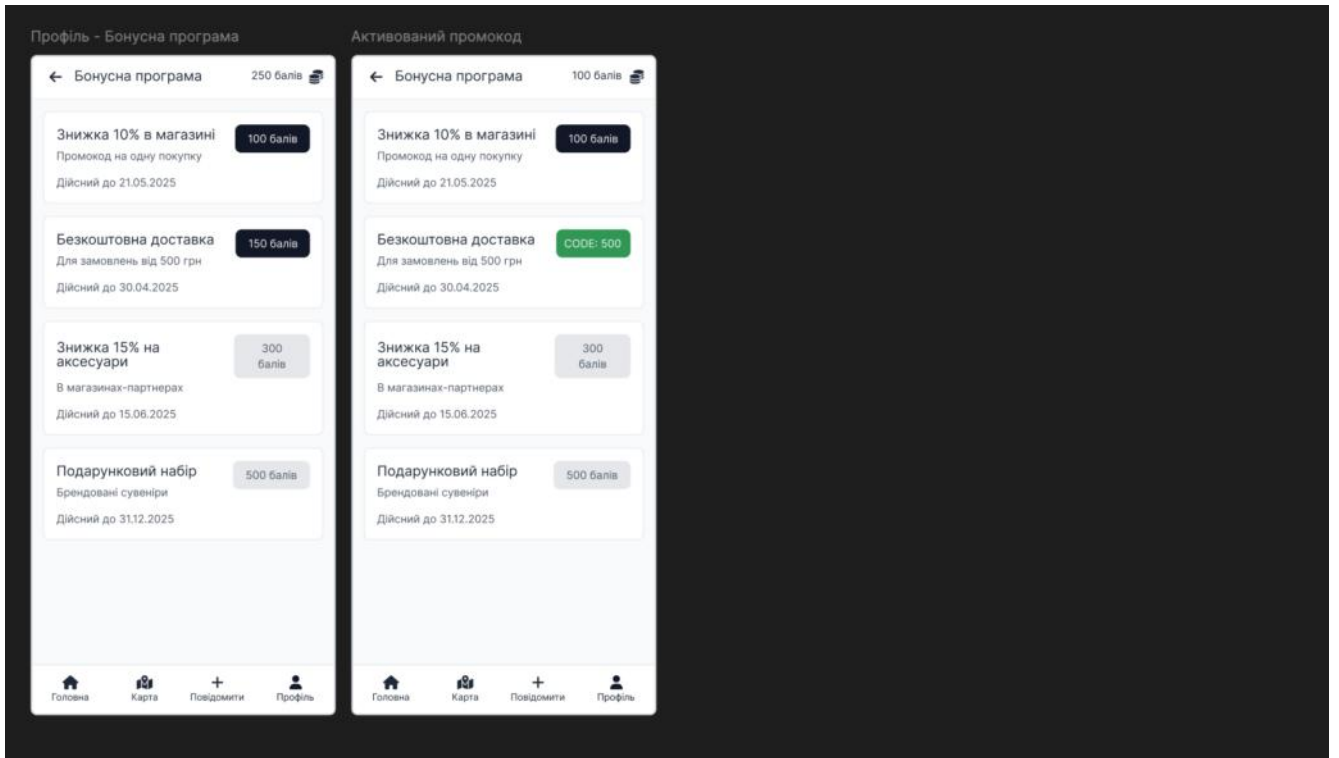 Профіль - Бонусна програма
Бонусна програма
250 балів
Знижка 10% в магазині
100 балів
Промокод на одну покупку
Дійсний до 21.05.2025
Безкоштовна доставка
150 балів
Для замовлень від 500 грн
Дійсний до 30.04.2025
Знижка 15% на
аксесуари
300
балів
В магазинах-партнерах
Дійсний до 15.06.2025
Подарунковий набір
500 балів
Брендовані сувеніри
Дійсний до 31.12.2025
Головна
Карта
Повідомити
Профіль
Активований промокод
Бонусна програма
100 балів
Знижка 10% в магазині
100 балів
Промокод на одну покупку
Дійсний до 21.05.2025
Безкоштовна доставка
CODE: 500
Для замовлень від 500 грн
Дійсний до 30.04.2025
Знижка 15% на
аксесуари
300
балів
В магазинах-партнерах
Дійсний до 15.06.2025
Подарунковий набір
500 балів
Брендовані сувеніри
Дійсний до 31.12.2025
Головна
Карта
Повідомити
Профіль